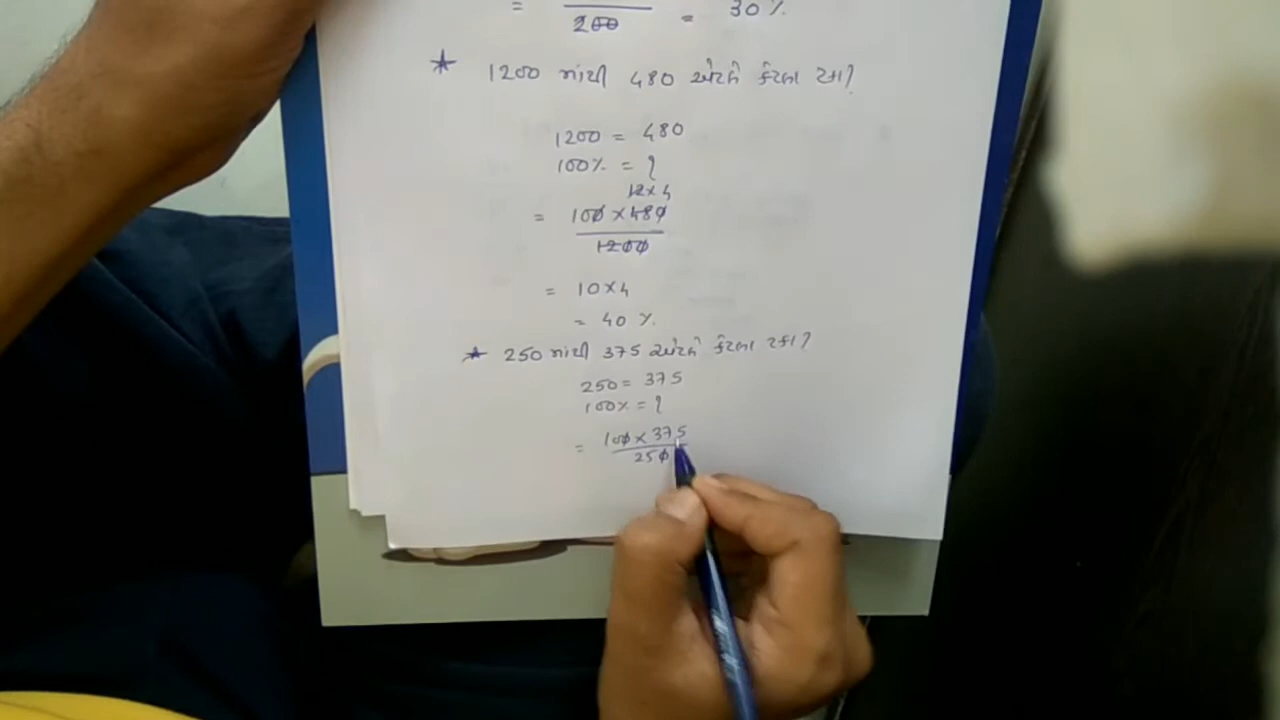 = 200 = 30 %.
* 1200 માંથી 480 એટલે કેટલા ટકા?
1200 = 480
100% = ?
12 x 4
= 100 x 480
1200
= 10 x 4
= 40 %.
* 250 માંથી 375 એટલે કેટલા ટકા?
250 = 375
100% = ?
= 100 x 375
250